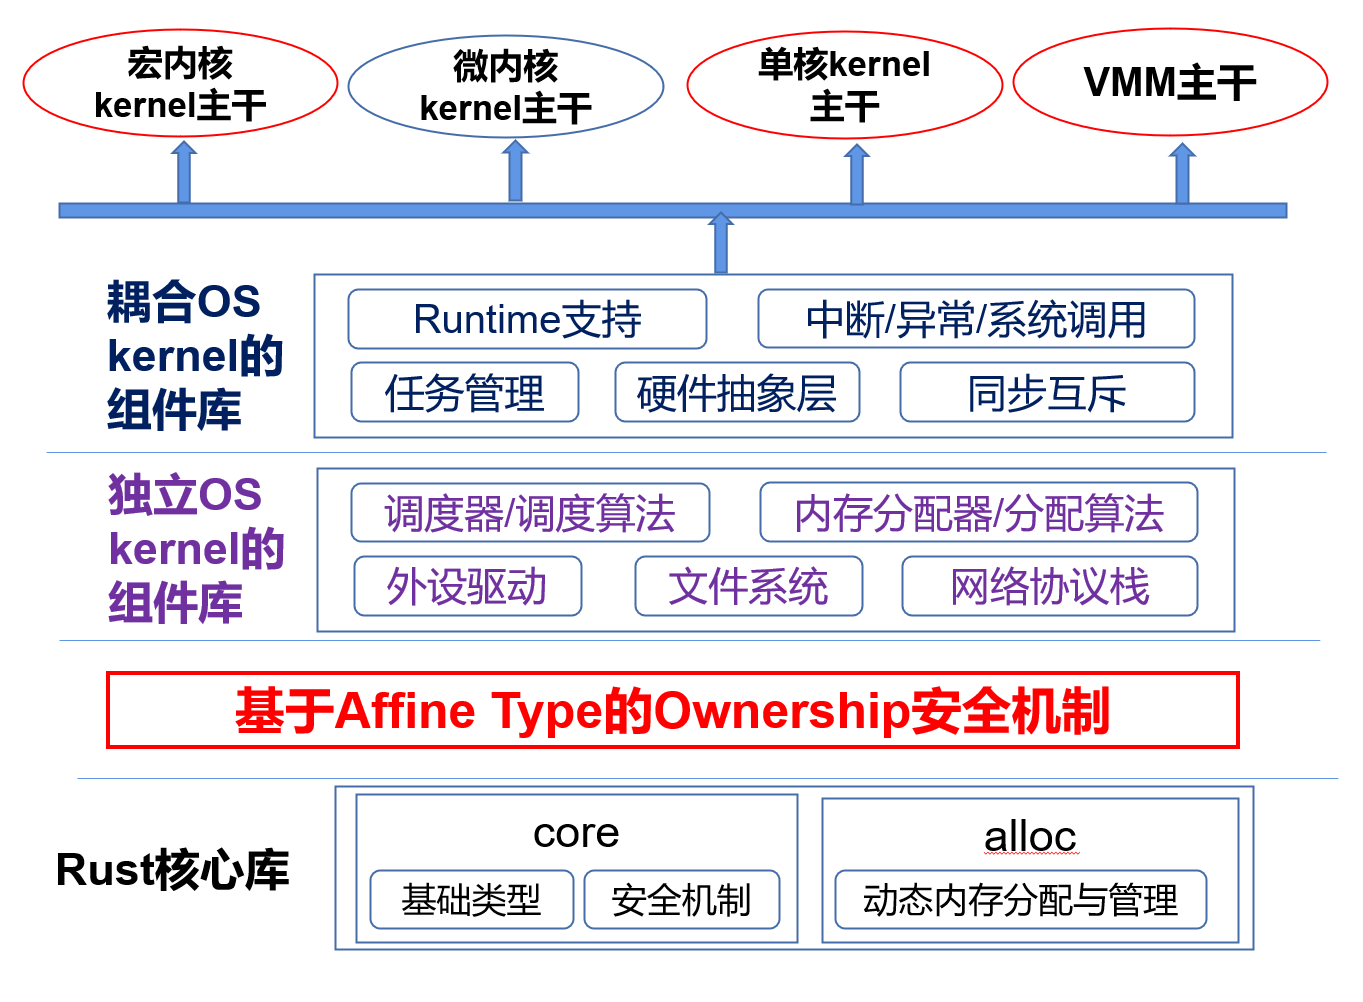 宏内核
kernel主干
微内核
kernel主干
单核kernel
主干
VMM主干
耦合OS
kernel的
组件库
Runtime支持
中断/异常/系统调用
任务管理
硬件抽象层
同步互斥
独立OS
kernel的
组件库
调度器/调度算法
内存分配器/分配算法
外设驱动
文件系统
网络协议栈
基于Affine Type的Ownership安全机制
Rust核心库
core
基础类型
安全机制
alloc
动态内存分配与管理